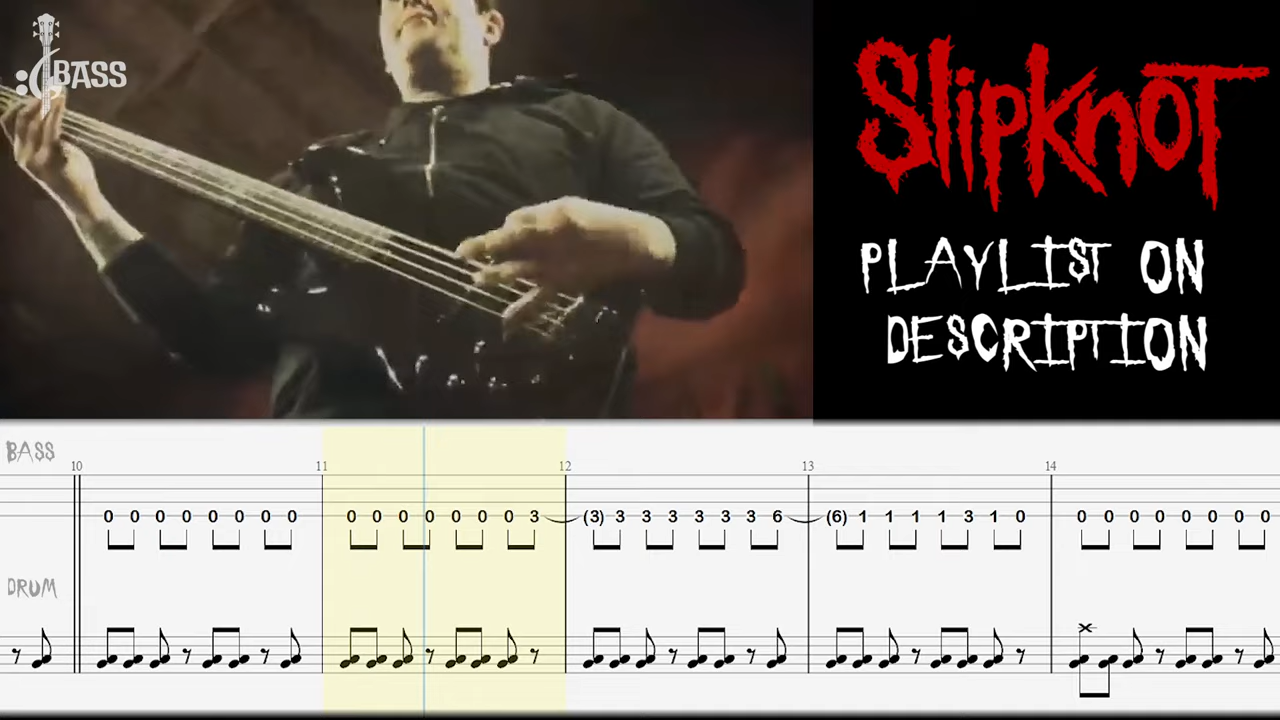 BASS
SlipknoT
PLAYLIST ON
DESCRIPTION
BASS
10 11 12 13 14
0 0 0 0 0 0 0 0 0 0 0 0 0 0 0 3 (3) 3 3 3 3 3 3 6 (6) 1 1 1 1 3 1 0 0 0 0 0 0 0 0 0
DRUM